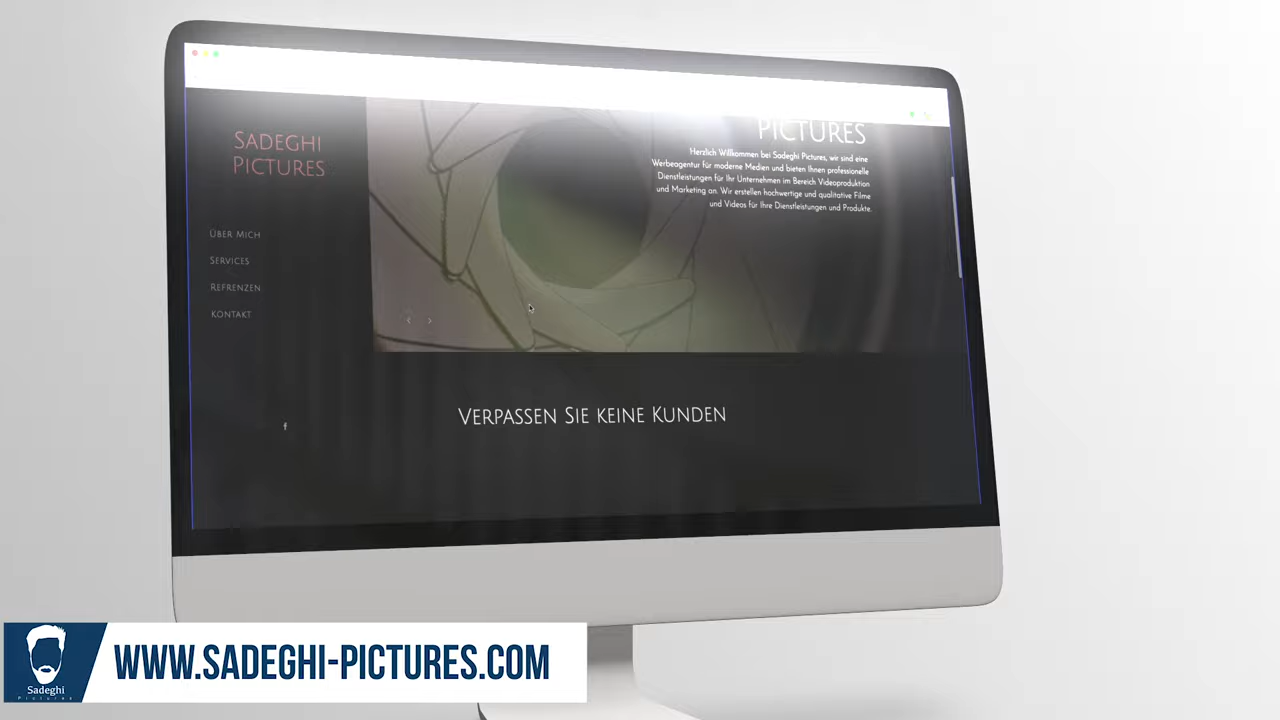 SADEGHI
PICTURES
ÜBER MICH
SERVICES
REFRENZEN
KONTAKT
PICTURES
Herzlich Willkommen bei Sadeghi Pictures, wir sind eine
Werbeagentur für moderne Medien und bieten Ihnen professionelle
Dienstleistungen für Ihr Unternehmen im Bereich Videoproduktion
und Marketing an. Wir erstellen hochwertige und qualitative Filme
und Videos für Ihre Dienstleistungen und Produkte.
f
VERPASSEN SIE KEINE KUNDEN
Sadeghi
Pictures
WWW.SADEGHI-PICTURES.COM